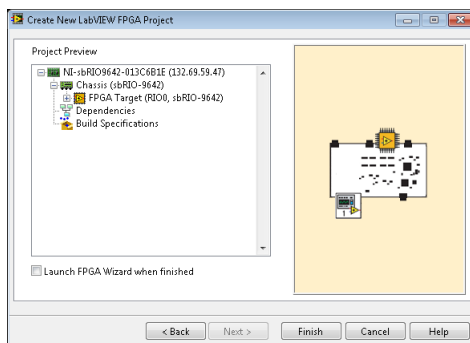 Create New LabVIEW FPGA Project
Project Preview
NI-sbRIO9642-013C6B1E (132.69.59.47)
Chassis (sbRIO-9642)
FPGA Target (RIO0, sbRIO-9642)
Dependencies
Build Specifications
1
Launch FPGA Wizard when finished
< Back
Next >
Finish
Cancel
Help